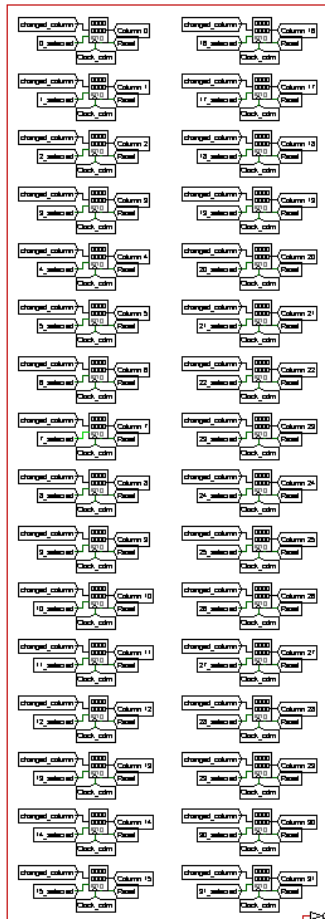 changed_column Column 0
0_selected Reset
Clock_cdm
changed_column Column 1
1_selected Reset
Clock_cdm
changed_column Column 2
2_selected Reset
Clock_cdm
changed_column Column 3
3_selected Reset
Clock_cdm
changed_column Column 4
4_selected Reset
Clock_cdm
changed_column Column 5
5_selected Reset
Clock_cdm
changed_column Column 6
6_selected Reset
Clock_cdm
changed_column Column 7
7_selected Reset
Clock_cdm
changed_column Column 8
8_selected Reset
Clock_cdm
changed_column Column 9
9_selected Reset
Clock_cdm
changed_column Column 10
10_selected Reset
Clock_cdm
changed_column Column 11
11_selected Reset
Clock_cdm
changed_column Column 12
12_selected Reset
Clock_cdm
changed_column Column 13
13_selected Reset
Clock_cdm
changed_column Column 14
14_selected Reset
Clock_cdm
changed_column Column 15
15_selected Reset
Clock_cdm
changed_column Column 16
16_selected Reset
Clock_cdm
changed_column Column 17
17_selected Reset
Clock_cdm
changed_column Column 18
18_selected Reset
Clock_cdm
changed_column Column 19
19_selected Reset
Clock_cdm
changed_column Column 20
20_selected Reset
Clock_cdm
changed_column Column 21
21_selected Reset
Clock_cdm
changed_column Column 22
22_selected Reset
Clock_cdm
changed_column Column 23
23_selected Reset
Clock_cdm
changed_column Column 24
24_selected Reset
Clock_cdm
changed_column Column 25
25_selected Reset
Clock_cdm
changed_column Column 26
26_selected Reset
Clock_cdm
changed_column Column 27
27_selected Reset
Clock_cdm
changed_column Column 28
28_selected Reset
Clock_cdm
changed_column Column 29
29_selected Reset
Clock_cdm
changed_column Column 30
30_selected Reset
Clock_cdm
changed_column Column 31
31_selected Reset
Clock_cdm